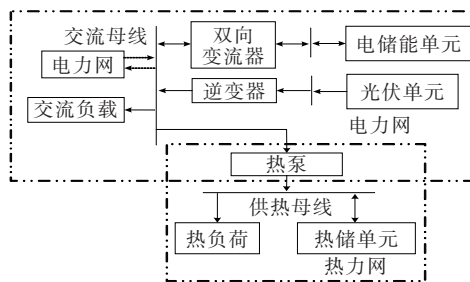 交流母线
双向
变流器
电储能单元
电力网
逆变器
光伏单元
交流负载
电力网
热泵
供热母线
热负荷
热储单元
热力网